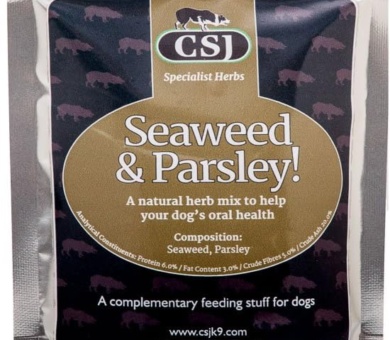 CSJ
Specialist Herbs
Seaweed
& Parsley!
A natural herb mix to help
your dog's oral health
Composition:
Seaweed, Parsley
Analytical Constituents: Protein 6.0% / Fat Content 3.0% / Crude Fibres 5.0% / Crude Ash
A complementary feeding stuff for dogs
www.csjk9.com